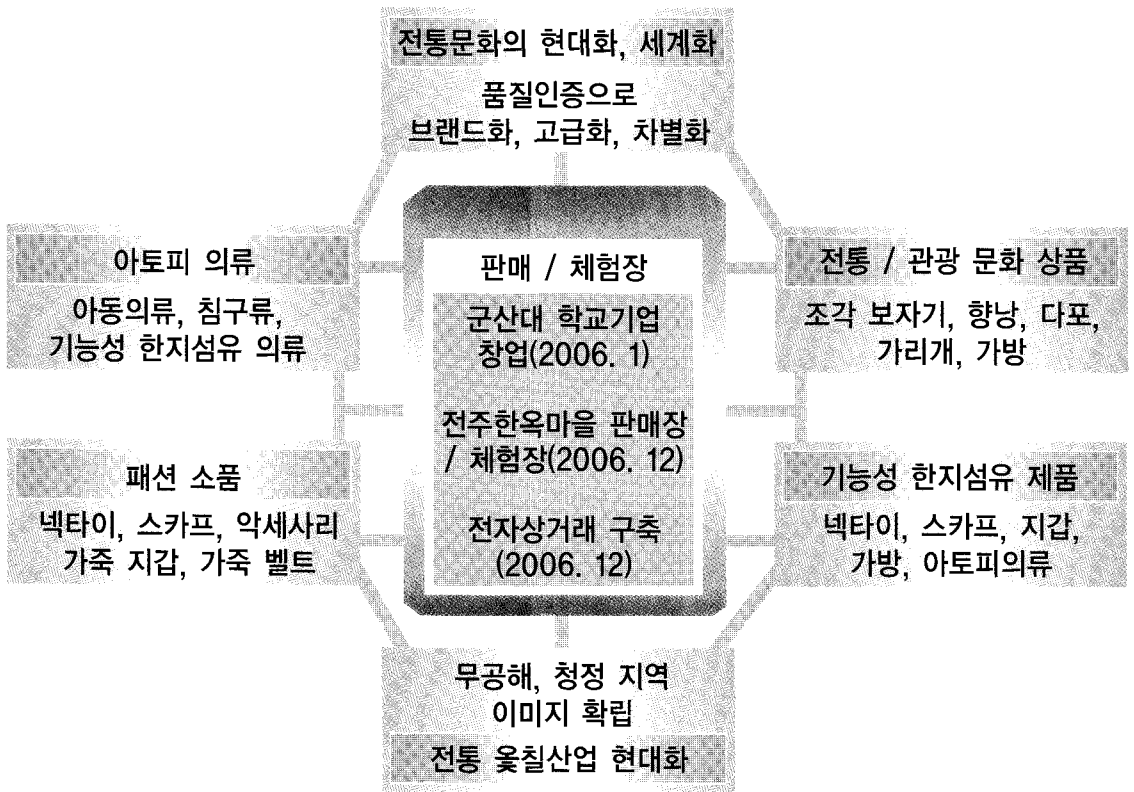 전통문화의 현대화, 세계화
품질인증으로
브랜드화, 고급화, 차별화
아토피 의류
아동의류, 침구류,
기능성 한지섬유 의류
판매 / 체험장
군산대 학교기업
창업(2006. 1)
전주한옥마을 판매장
/ 체험장(2006. 12)
전자상거래 구축
(2006. 12)
전통 / 관광 문화 상품
조각 보자기, 향낭, 다포,
가리개, 가방
패션 소품
넥타이, 스카프, 악세사리
가죽 지갑, 가죽 벨트
기능성 한지섬유 제품
넥타이, 스카프, 지갑,
가방, 아토피의류
무공해, 청정 지역
이미지 확립
전통 옻칠산업 현대화